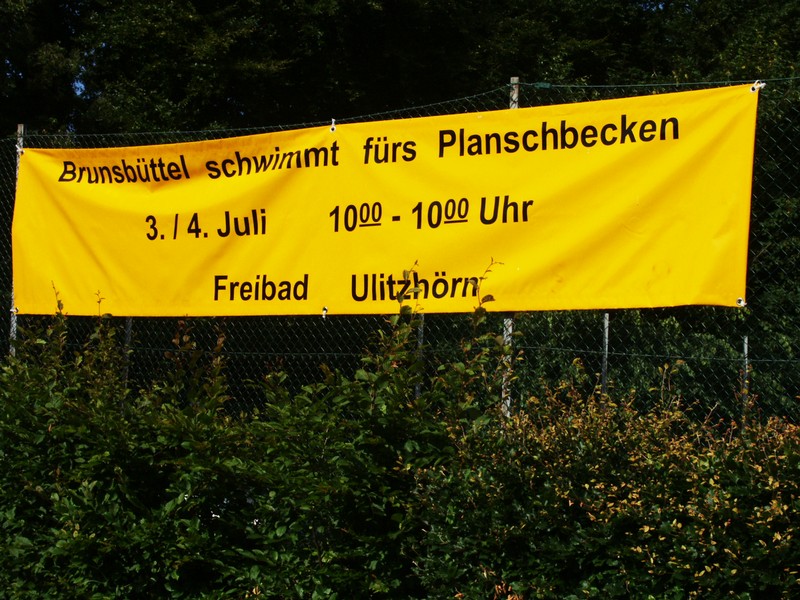 Brunsbüttel schwimmt fürs Planschbecken
3. / 4. Juli 1000 - 1000 Uhr
Freibad Ulitzhörn